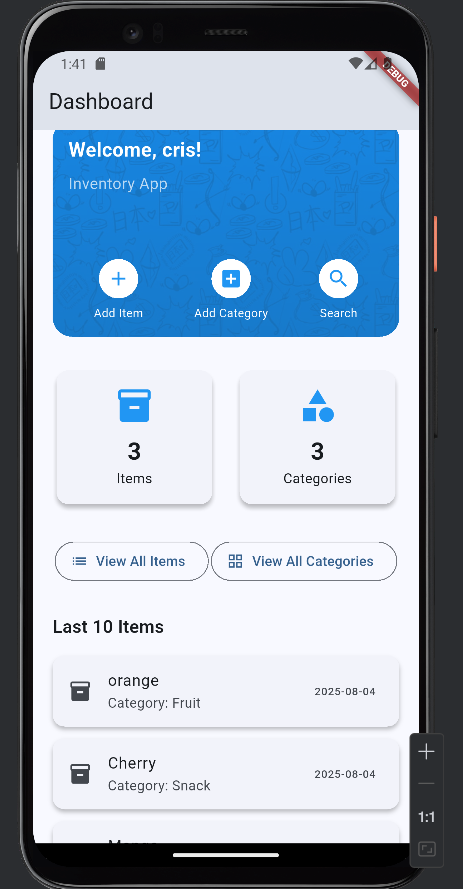 1:41
DEBUG
Dashboard
Welcome, cris!
Inventory App
日本
Add Item
Add Category
Search
3
3
Items
Categories
View All Items
View All Categories
Last 10 Items
orange
2025-08-04
Category: Fruit
Cherry
2025-08-04
Category: Snack
1:1